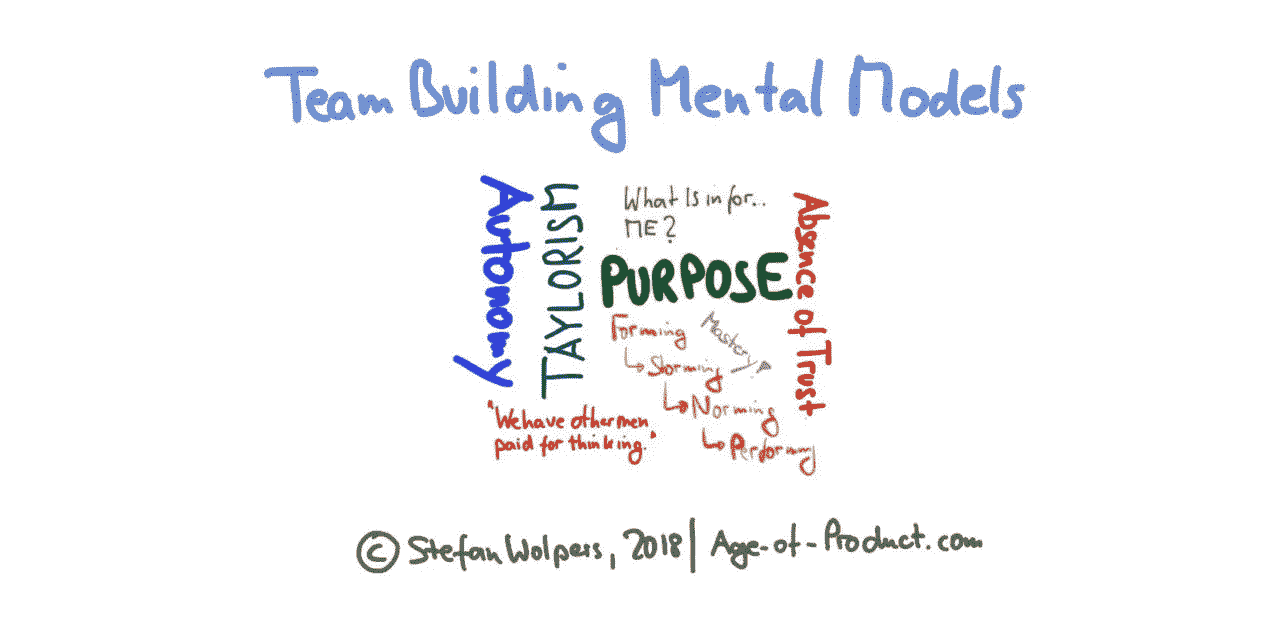 Team Building Mental Models
Autonomy
TAYLORISM
What Is in for..
ME?
PURPOSE
Absence of Trust
Forming
Mastery
Storming
Norming
Performing
"We have other men
paid for thinking."
© Stefan Wolpers, 2018 | Age-of-Product.com